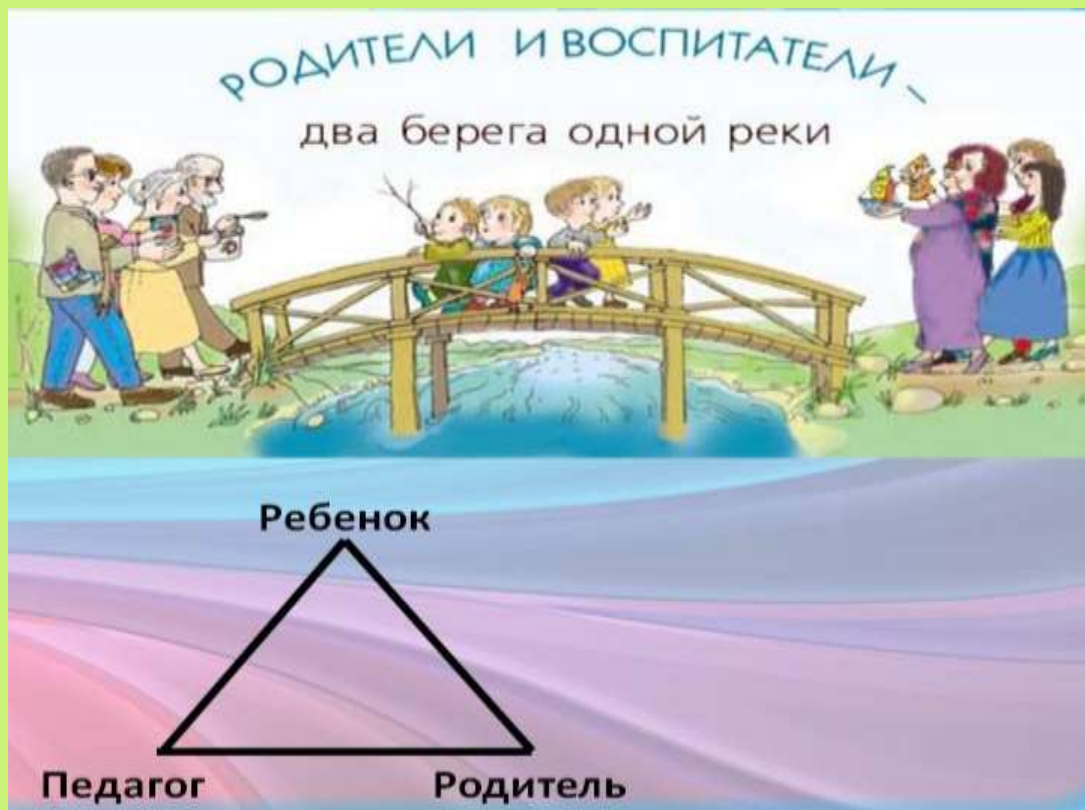 РОДИТЕЛИ И ВОСПИТАТЕЛИ –
два берега одной реки
Ребенок
Педагог Родитель